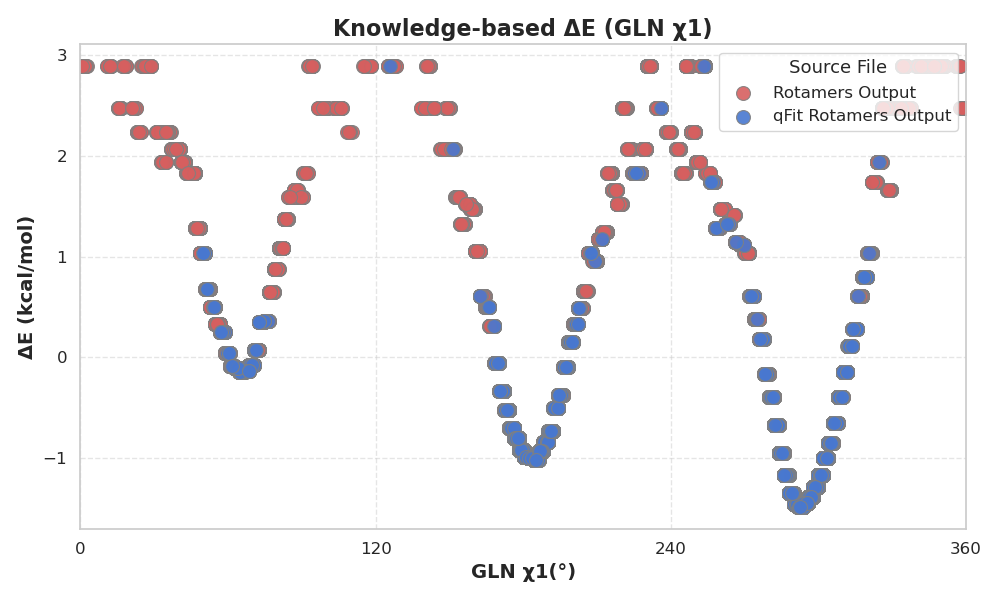 Knowledge-based ΔE (GLN χ1)
Source File
Rotamers Output
qFit Rotamers Output
ΔE (kcal/mol)
3
2
1
0
−1
0
120
240
360
GLN χ1(°)